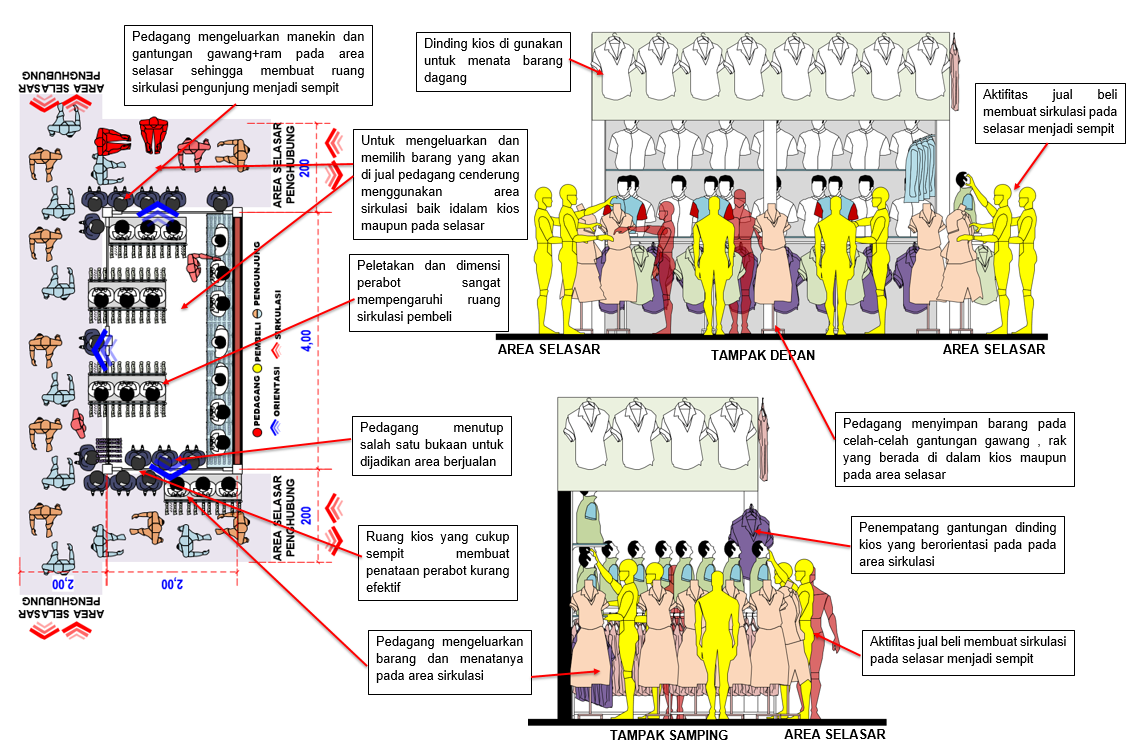 Pedagang mengeluarkan manekin dan
gantungan gawang+ram pada area
selasar sehingga membuat ruang
sirkulasi pengunjung menjadi sempit
Dinding kios di gunakan
untuk menata barang
dagang
Aktifitas jual beli
membuat sirkulasi pada
selasar menjadi sempit
Untuk mengeluarkan dan
memilih barang yang akan
di jual pedagang cenderung
menggunakan area
sirkulasi baik idalam kios
maupun pada selasar
Peletakan dan dimensi
perabot sangat
mempengaruhi ruang
sirkulasi pembeli
AREA SELASAR
PENGHUBUNG
AREA SELASAR
PENGHUBUNG
200
4,00
PEDAGANG
PEMBELI
PENGUNJUNG
ORIENTASI
SIRKULASI
AREA SELASAR
TAMPAK DEPAN
AREA SELASAR
Pedagang menutup
salah satu bukaan untuk
dijadikan area berjualan
Pedagang menyimpan barang pada
celah-celah gantungan gawang , rak
yang berada di dalam kios maupun
pada area selasar
AREA SELASAR
PENGHUBUNG
200
Ruang kios yang cukup
sempit membuat
penataan perabot kurang
efektif
Penempatang gantungan dinding
kios yang berorientasi pada pada
area sirkulasi
2,00
2,00
AREA SELASAR
PENGHUBUNG
Pedagang mengeluarkan
barang dan menatanya
pada area sirkulasi
Aktifitas jual beli membuat sirkulasi
pada selasar menjadi sempit
TAMPAK SAMPING
AREA SELASAR